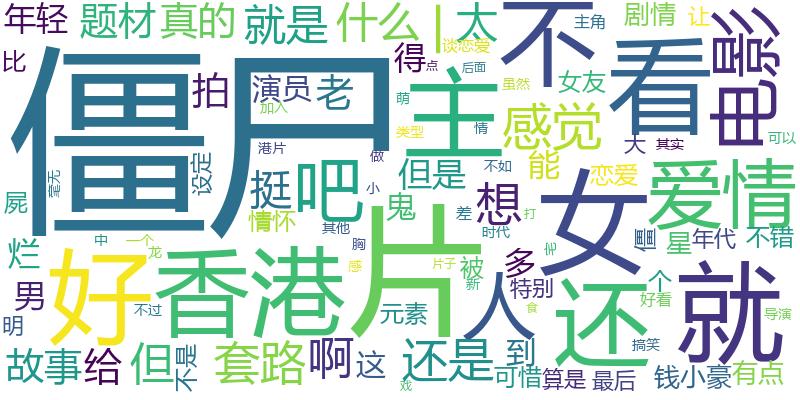 年轻 题材 真的 就是 什么 太 不 剧情 让
谈恋爱 主角
比 拍 演员 老 得 点 后面 虽然 女友 看 电影
僵尸 主 感觉
加入 萌 类型 情
港片 做 大 其实 可以
毫无 设定 挺 吧 但是 能 恋爱
不如
屍 情怀 鬼 小 想 女 爱情
其他 差 时代 打
烂 中 一个 龙 胸 片 僵 星 年代 不错
好 香港 感 片子 被 多 宅 个
男 不过 新 特别 好看 就
明 元素 人 还 食 导演
故事 给 但 不是 套路 啊 这 还是 到 搞笑
戏 可惜 算是 最后 钱小豪 有点